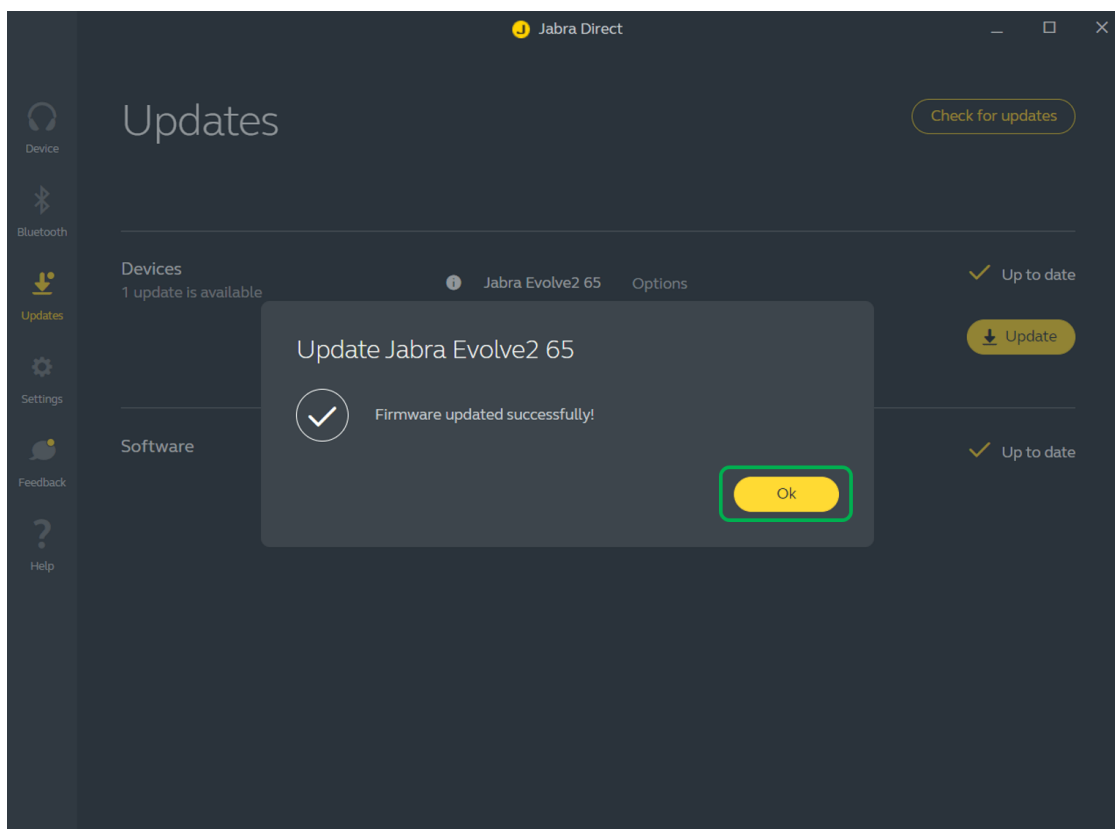 Jabra Direct
Updates
Check for updates
Device
Bluetooth
Updates
Settings
Feedback
Help
Devices
1 update is available
Jabra Evolve2 65 Options
Up to date
Update
Update Jabra Evolve2 65
Firmware updated successfully!
Ok
Software
Up to date